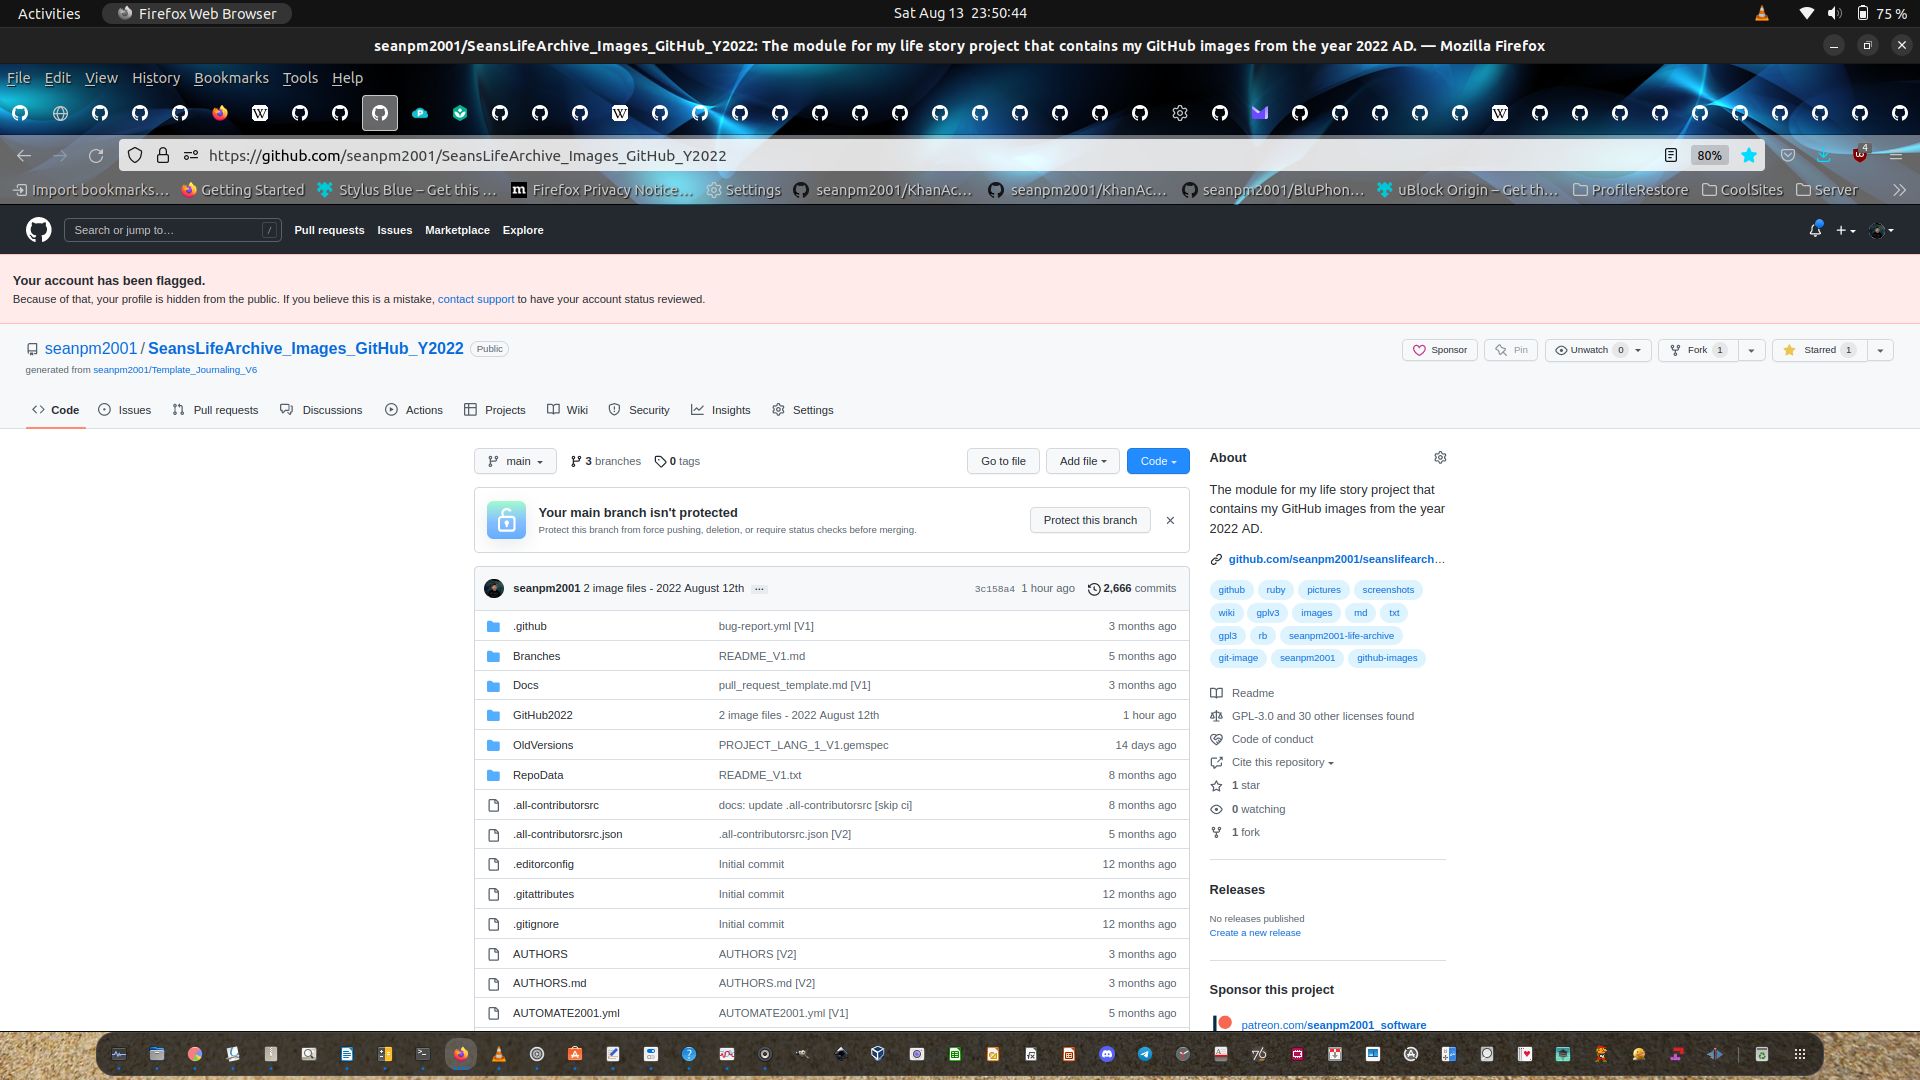 Activities
Firefox Web Browser
Sat Aug 13 23:50:44
75 %
seanpm2001/SeansLifeArchive_Images_GitHub_Y2022: The module for my life story project that contains my GitHub images from the year 2022 AD. — Mozilla Firefox
File Edit View History Bookmarks Tools Help
https://github.com/seanpm2001/SeansLifeArchive_Images_GitHub_Y2022
80%
4
Import bookmarks… Getting Started Stylus Blue – Get this … Firefox Privacy Notice… Settings seanpm2001/KhanAc… seanpm2001/KhanAc… seanpm2001/BluPhon… uBlock Origin – Get th… ProfileRestore CoolSites Server
Search or jump to… /
Pull requests Issues Marketplace Explore
Your account has been flagged.
Because of that, your profile is hidden from the public. If you believe this is a mistake, contact support to have your account status reviewed.
seanpm2001 / SeansLifeArchive_Images_GitHub_Y2022 Public
Sponsor Pin Unwatch 0 Fork 1 Starred 1
generated from seanpm2001/Template_Journaling_V6
Code Issues Pull requests Discussions Actions Projects Wiki Security Insights Settings
main 3 branches 0 tags Go to file Add file Code
Your main branch isn't protected
Protect this branch from force pushing, deletion, or require status checks before merging.
Protect this branch
seanpm2001 2 image files - 2022 August 12th … 3c158a4 1 hour ago 2,666 commits
.github bug-report.yml [V1] 3 months ago
Branches README_V1.md 5 months ago
Docs pull_request_template.md [V1] 3 months ago
GitHub2022 2 image files - 2022 August 12th 1 hour ago
OldVersions PROJECT_LANG_1_V1.gemspec 14 days ago
RepoData README_V1.txt 8 months ago
.all-contributorsrc docs: update .all-contributorsrc [skip ci] 8 months ago
.all-contributorsrc.json .all-contributorsrc.json [V2] 5 months ago
.editorconfig Initial commit 12 months ago
.gitattributes Initial commit 12 months ago
.gitignore Initial commit 12 months ago
AUTHORS AUTHORS [V2] 3 months ago
AUTHORS.md AUTHORS.md [V2] 3 months ago
AUTOMATE2001.yml AUTOMATE2001.yml [V1] 5 months ago
About
The module for my life story project that
contains my GitHub images from the year
2022 AD.
github.com/seanpm2001/seanslifearch…
github ruby pictures screenshots
wiki gplv3 images md txt
gpl3 rb seanpm2001-life-archive
git-image seanpm2001 github-images
Readme
GPL-3.0 and 30 other licenses found
Code of conduct
Cite this repository
1 star
0 watching
1 fork
Releases
No releases published
Create a new release
Sponsor this project
patreon.com/seanpm2001_software